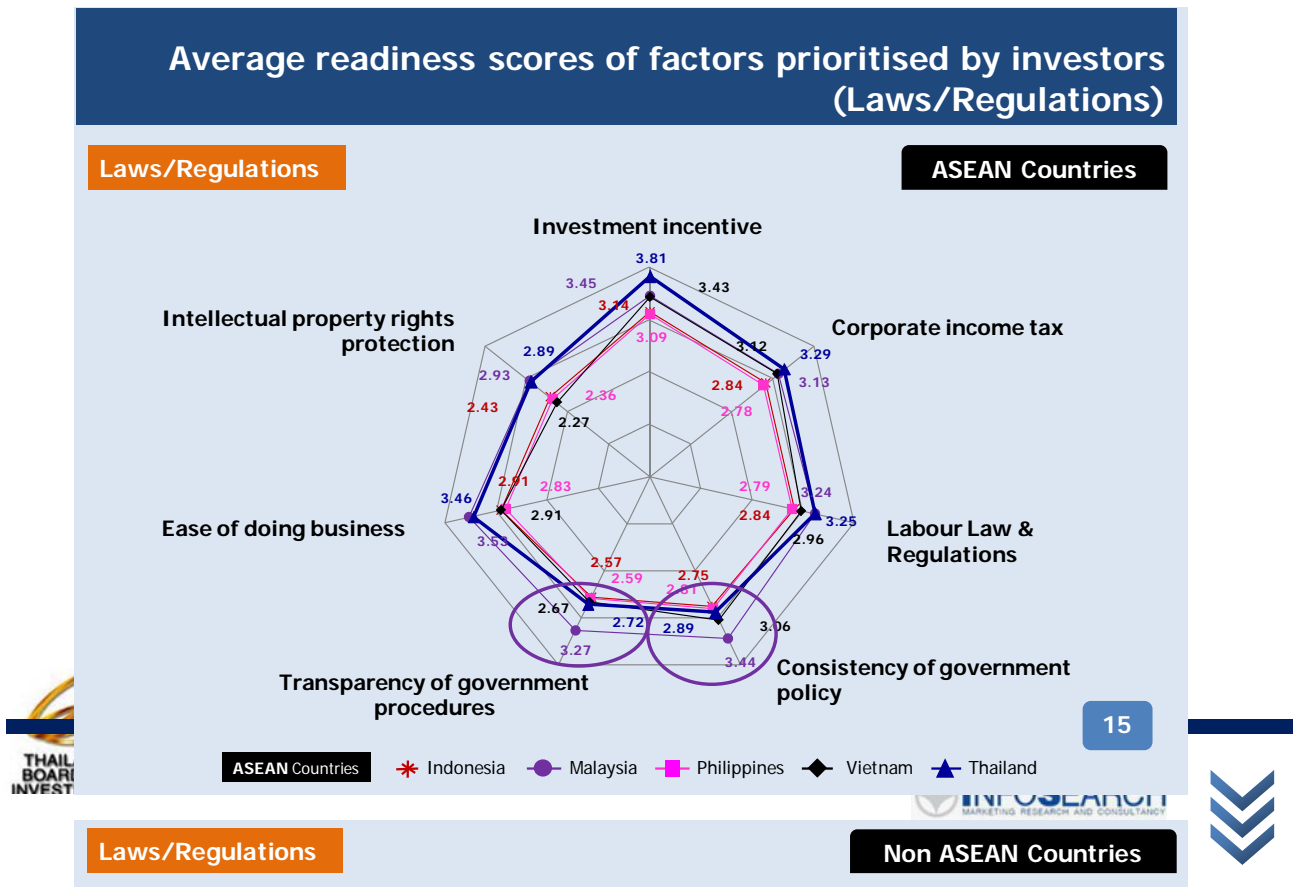 Average readiness scores of factors prioritised by investors
(Laws/Regulations)
Laws/Regulations
ASEAN Countries
Investment incentive
3.81
3.45
3.43
3.14
3.09
Intellectual property rights
protection
Corporate income tax
3.12
3.29
2.89
2.93
3.13
2.84
2.43
2.36
2.78
2.27
2.91
2.83
2.79
3.24
3.46
2.91
2.84
3.25
Ease of doing business
Labour Law &
Regulations
3.53
2.96
2.57
2.59
2.75
2.81
2.67
2.72
2.89
3.06
3.27
3.44
Transparency of government
procedures
Consistency of government
policy
15
ASEAN Countries
Indonesia
Malaysia
Philippines
Vietnam
Thailand
INFOSEARCH
MARKETING RESEARCH AND CONSULTANCY
Laws/Regulations
Non ASEAN Countries